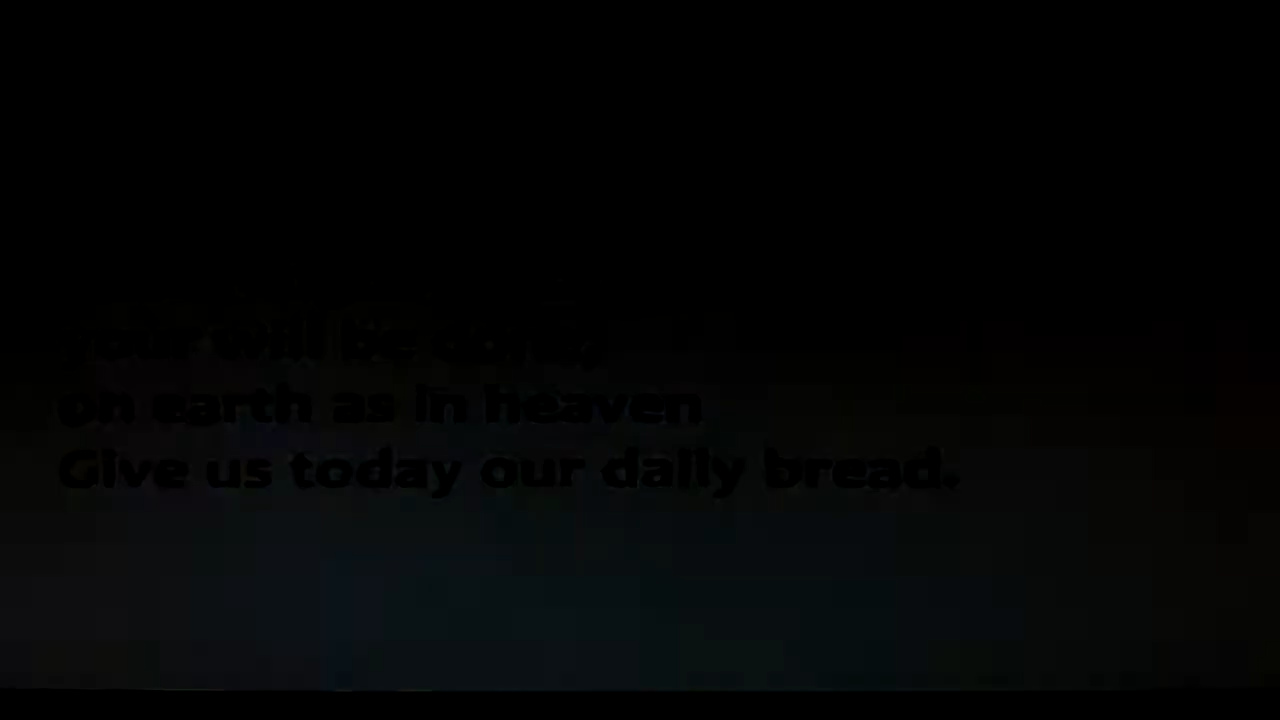 your will be done,
on earth as in heaven
Give us today our daily bread.